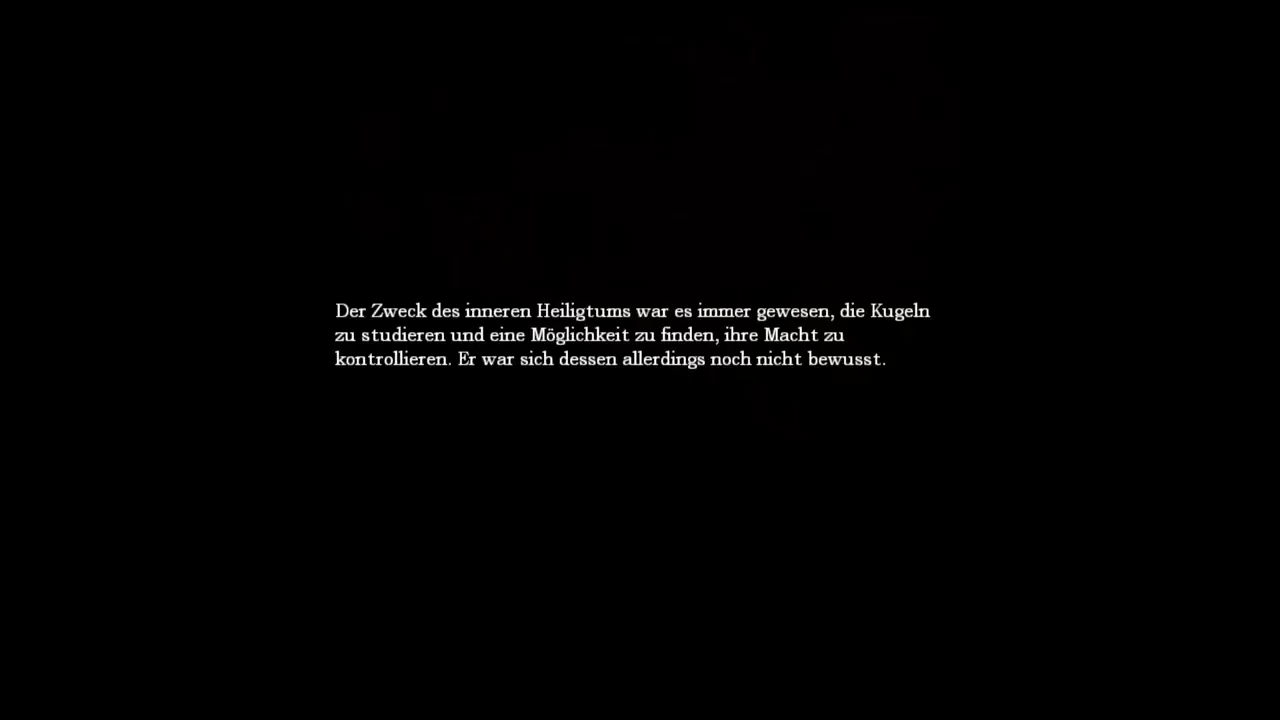 Der Zweck des inneren Heiligtums war es immer gewesen, die Kugeln
zu studieren und eine Möglichkeit zu finden, ihre Macht zu
kontrollieren. Er war sich dessen allerdings noch nicht bewusst.